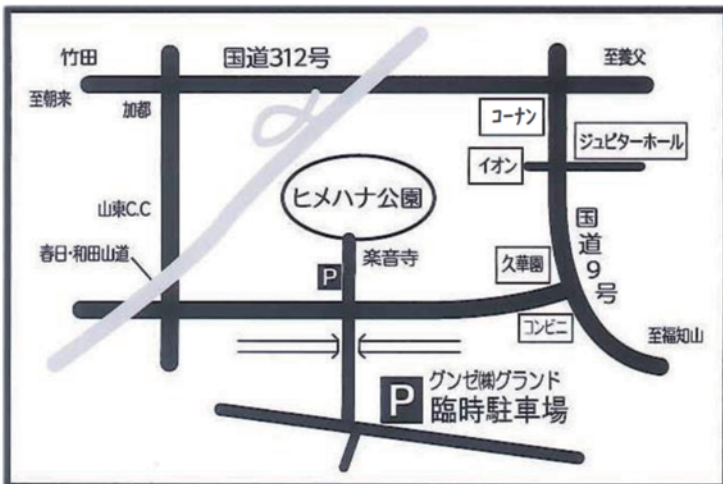 竹田
国道312号
至養父
至朝来
加都
コーナン
ジュピターホール
イオン
ヒメハナ公園
山東C.C
国道9号
春日・和田山道
楽音寺
久華園
P
コンビニ
至福知山
P
グンゼ㈱グランド
臨時駐車場